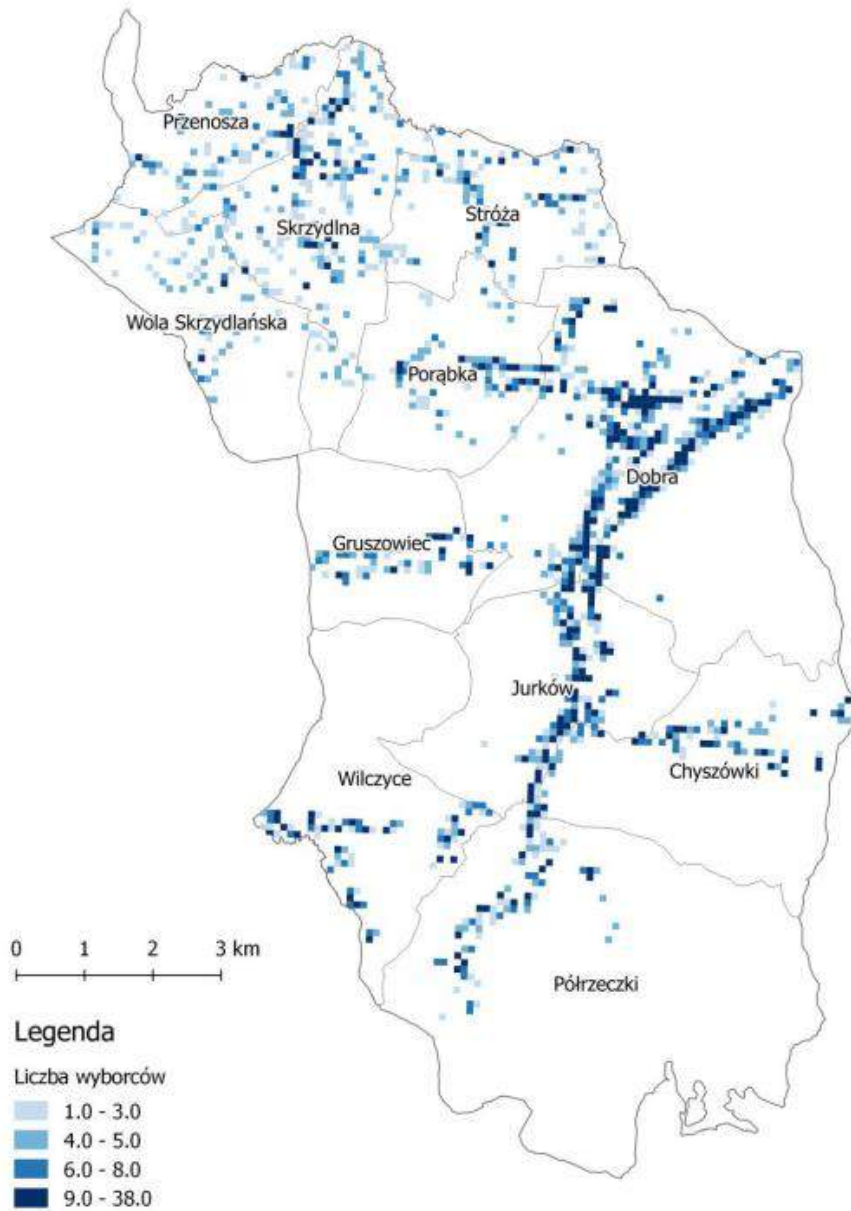 Przenosza
Skrzydlna
Stróża
Wola Skrzydlańska
Porąbka
Dobra
Gruszowiec
Jurków
Wilczyce
Chyszówki
Półrzeczki
0 1 2 3 km
Legenda
Liczba wyborców
1.0 - 3.0
4.0 - 5.0
6.0 - 8.0
9.0 - 38.0